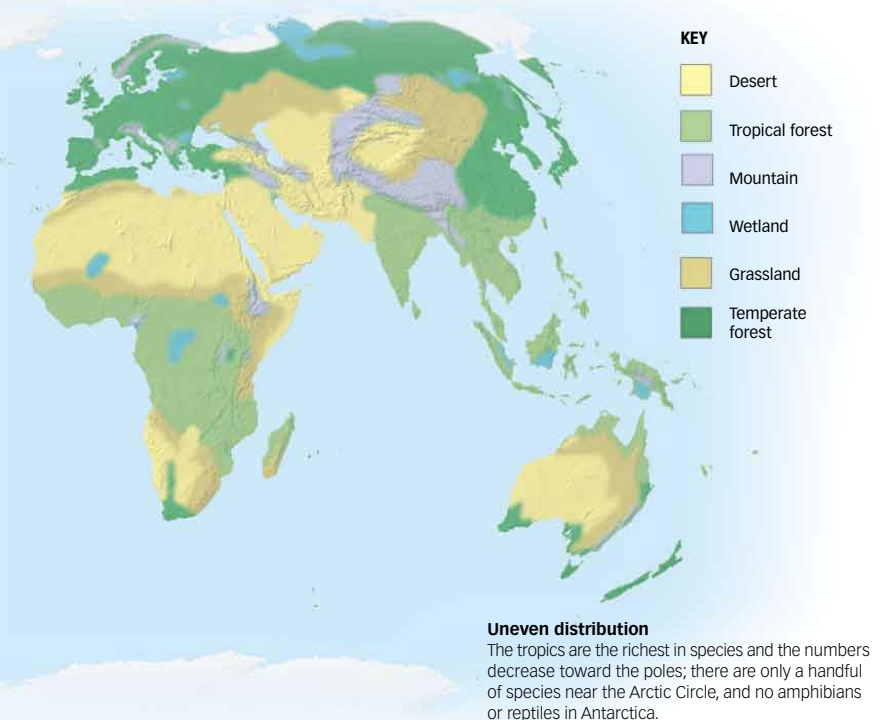 KEY
Desert
Tropical forest
Mountain
Wetland
Grassland
Temperate
forest
Uneven distribution
The tropics are the richest in species and the numbers
decrease toward the poles; there are only a handful
of species near the Arctic Circle, and no amphibians
or reptiles in Antarctica.